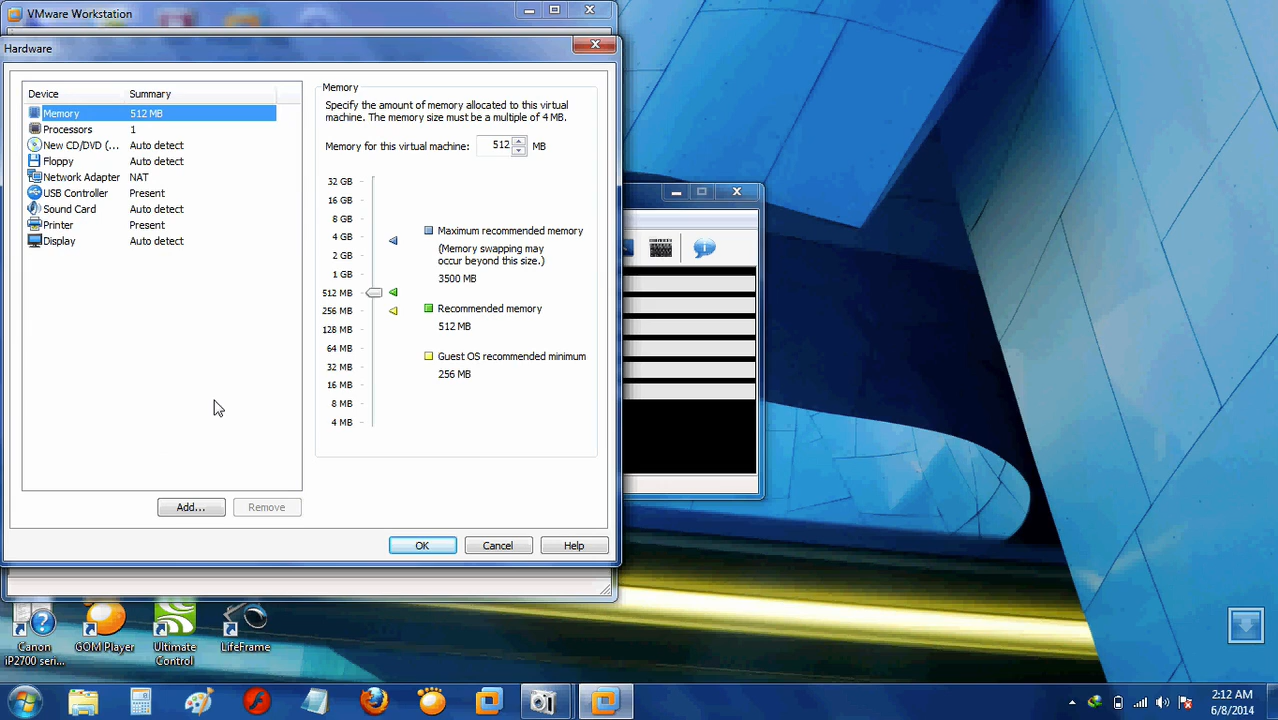 VMware Workstation
Hardware
Device Summary
Memory 512 MB
Processors 1
New CD/DVD (... Auto detect
Floppy Auto detect
Network Adapter NAT
USB Controller Present
Sound Card Auto detect
Printer Present
Display Auto detect
Add...
Remove
Memory
Specify the amount of memory allocated to this virtual
machine. The memory size must be a multiple of 4 MB.
Memory for this virtual machine: 512 MB
32 GB
16 GB
8 GB
4 GB
2 GB
1 GB
512 MB
256 MB
128 MB
64 MB
32 MB
16 MB
8 MB
4 MB
Maximum recommended memory
(Memory swapping may
occur beyond this size.)
3500 MB
Recommended memory
512 MB
Guest OS recommended minimum
256 MB
OK
Cancel
Help
Canon
iP2700 seri...
GOM Player
Ultimate
Control
LifeFrame
2:12 AM
6/8/2014